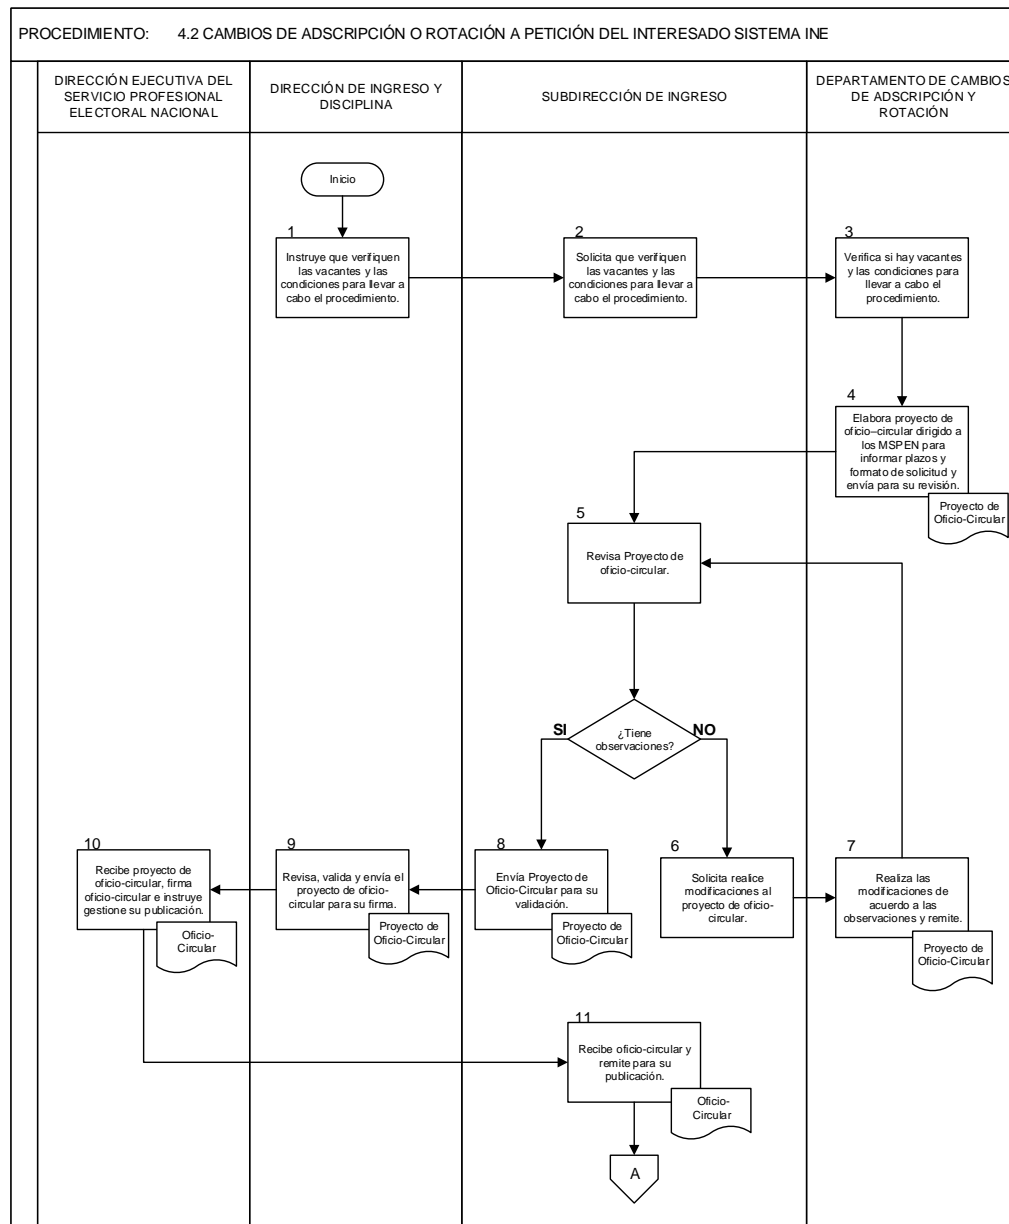 PROCEDIMIENTO: 4.2 CAMBIOS DE ADSCRIPCIÓN O ROTACIÓN A PETICIÓN DEL INTERESADO SISTEMA INE
DIRECCIÓN EJECUTIVA DEL
SERVICIO PROFESIONAL
ELECTORAL NACIONAL
DIRECCIÓN DE INGRESO Y
DISCIPLINA
SUBDIRECCIÓN DE INGRESO
DEPARTAMENTO DE CAMBIOS
DE ADSCRIPCIÓN Y
ROTACIÓN
Inicio
1
Instruye que verifiquen
las vacantes y las
condiciones para llevar a
cabo el procedimiento.
2
Solicita que verifiquen
las vacantes y las
condiciones para llevar a
cabo el procedimiento.
3
Verifica si hay vacantes
y las condiciones para
llevar a cabo el
procedimiento.
4
Elabora proyecto de
oficio–circular dirigido a
los MSPEN para
informar plazos y
formato de solicitud y
envía para su revisión.
Proyecto de
Oficio-Circular
5
Revisa Proyecto de
oficio-circular.
¿Tiene
observaciones?
SI
NO
10
Recibe proyecto de
oficio-circular, firma
oficio-circular e instruye
gestione su publicación.
Oficio-
Circular
9
Revisa, valida y envía el
proyecto de oficio-
circular para su firma.
Proyecto de
Oficio-Circular
8
Envía Proyecto de
Oficio-Circular para su
validación.
Proyecto de
Oficio-Circular
6
Solicita realice
modificaciones al
proyecto de oficio-
circular.
7
Realiza las
modificaciones de
acuerdo a las
observaciones y remite.
Proyecto de
Oficio-Circular
11
Recibe oficio-circular y
remite para su
publicación.
Oficio-
Circular
A